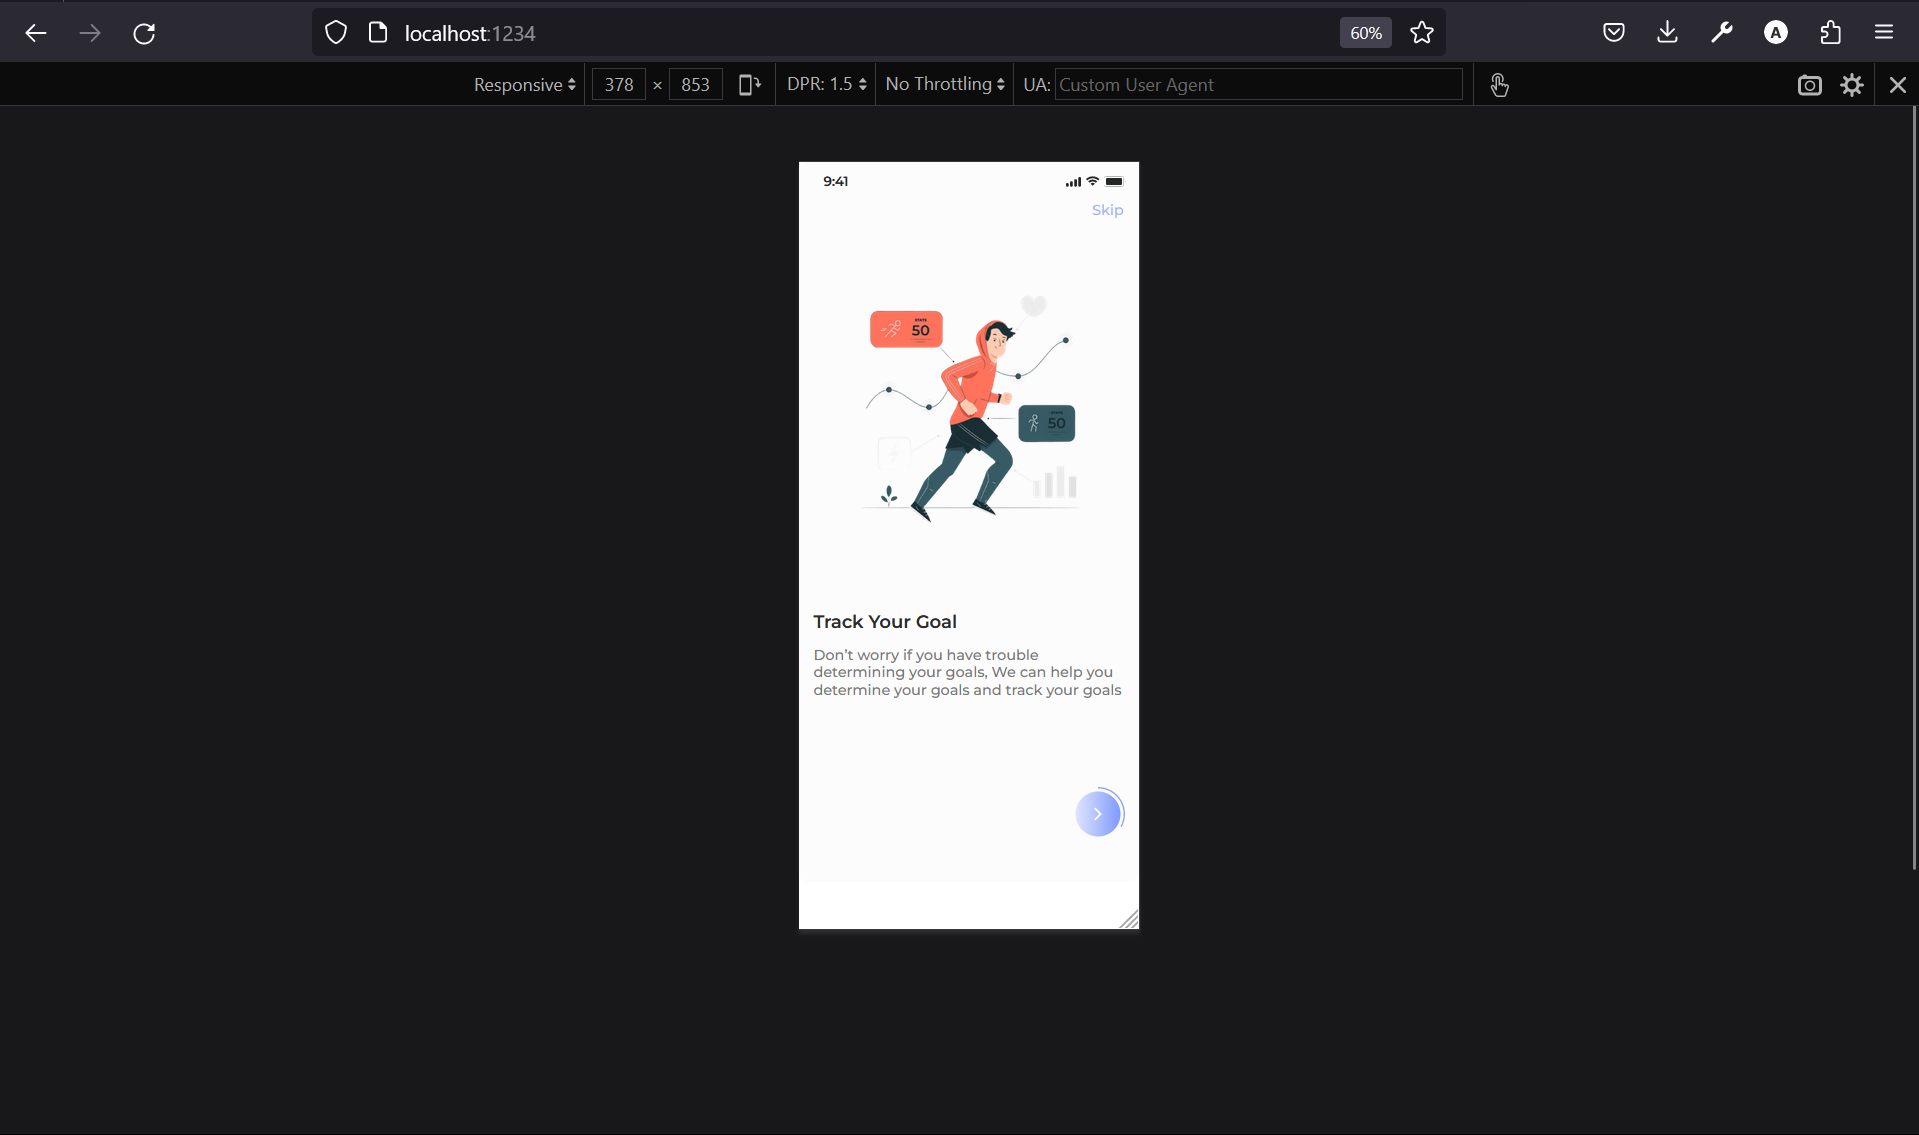 localhost:1234
60%
A
Responsive
378 × 853
DPR: 1.5
No Throttling
UA: Custom User Agent
9:41
Skip
STATS
50
STATS
50
Track Your Goal
Don’t worry if you have trouble
determining your goals, We can help you
determine your goals and track your goals